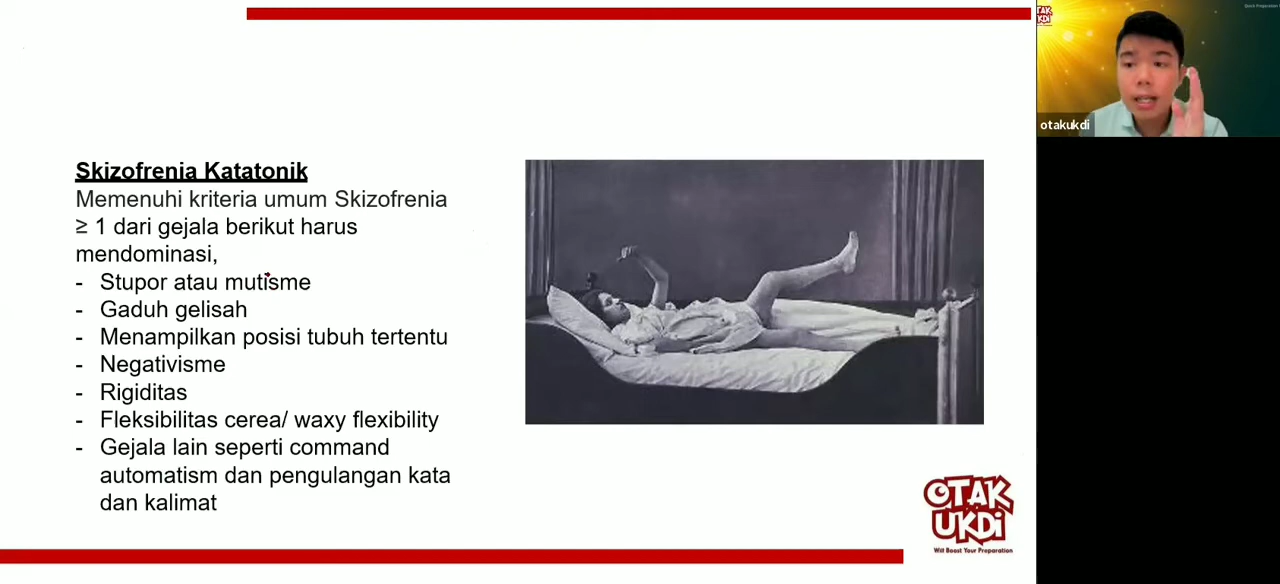 Skizofrenia Katatonik
Memenuhi kriteria umum Skizofrenia
≥ 1 dari gejala berikut harus
mendominasi,
- Stupor atau mutisme
- Gaduh gelisah
- Menampilkan posisi tubuh tertentu
- Negativisme
- Rigiditas
- Fleksibilitas cerea/ waxy flexibility
- Gejala lain seperti command
automatism dan pengulangan kata
dan kalimat
OTAK
UKDi
Will Boost Your Preparation
otakukdi